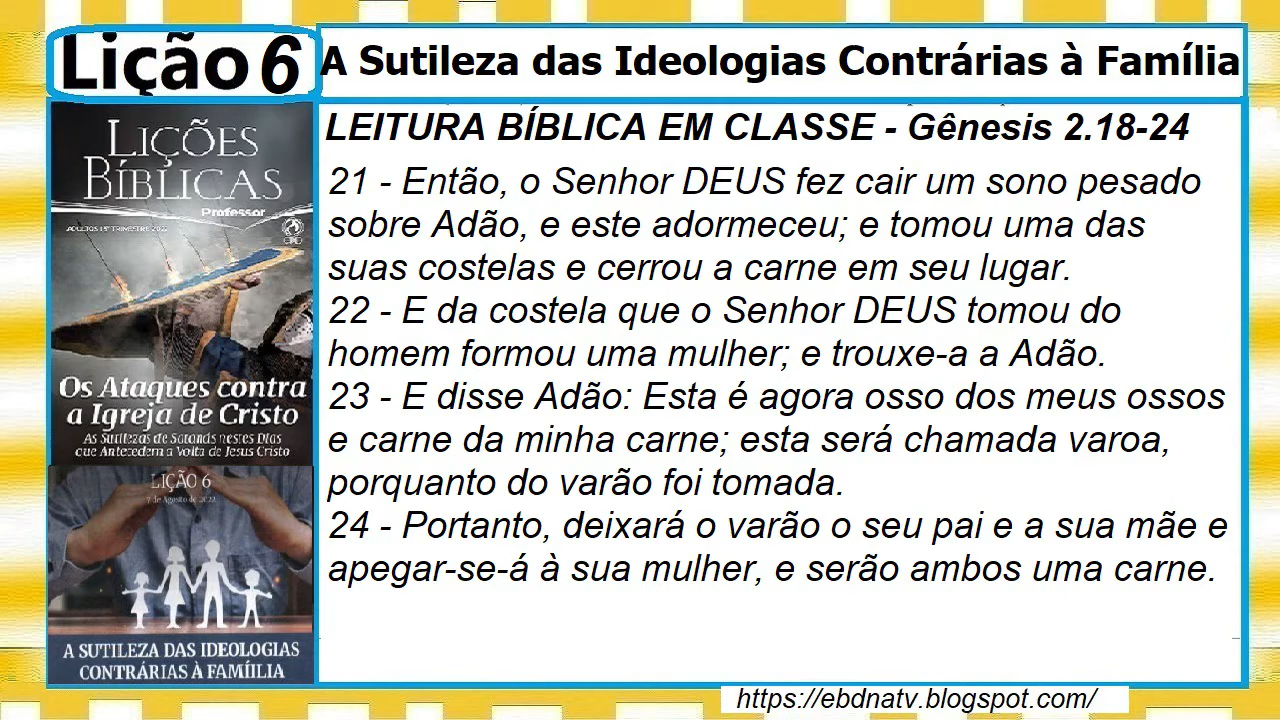 Lição 6
A Sutileza das Ideologias Contrárias à Família
LIÇÕES
BÍBLICAS
Professor
CPAD
Os Ataques contra
a Igreja de Cristo
As Sutilezas de Satanás nestes Dias
que Antecedem a Volta de Jesus Cristo
LIÇÃO 6
7 de Agosto de 2022
A SUTILEZA DAS IDEOLOGIAS
CONTRÁRIAS À FAMÍILIA
LEITURA BÍBLICA EM CLASSE - Gênesis 2.18-24
21 - Então, o Senhor DEUS fez cair um sono pesado
sobre Adão, e este adormeceu; e tomou uma das
suas costelas e cerrou a carne em seu lugar.
22 - E da costela que o Senhor DEUS tomou do
homem formou uma mulher; e trouxe-a a Adão.
23 - E disse Adão: Esta é agora osso dos meus ossos
e carne da minha carne; esta será chamada varoa,
porquanto do varão foi tomada.
24 - Portanto, deixará o varão o seu pai e a sua mãe e
apegar-se-á à sua mulher, e serão ambos uma carne.
https://ebdnatv.blogspot.com/